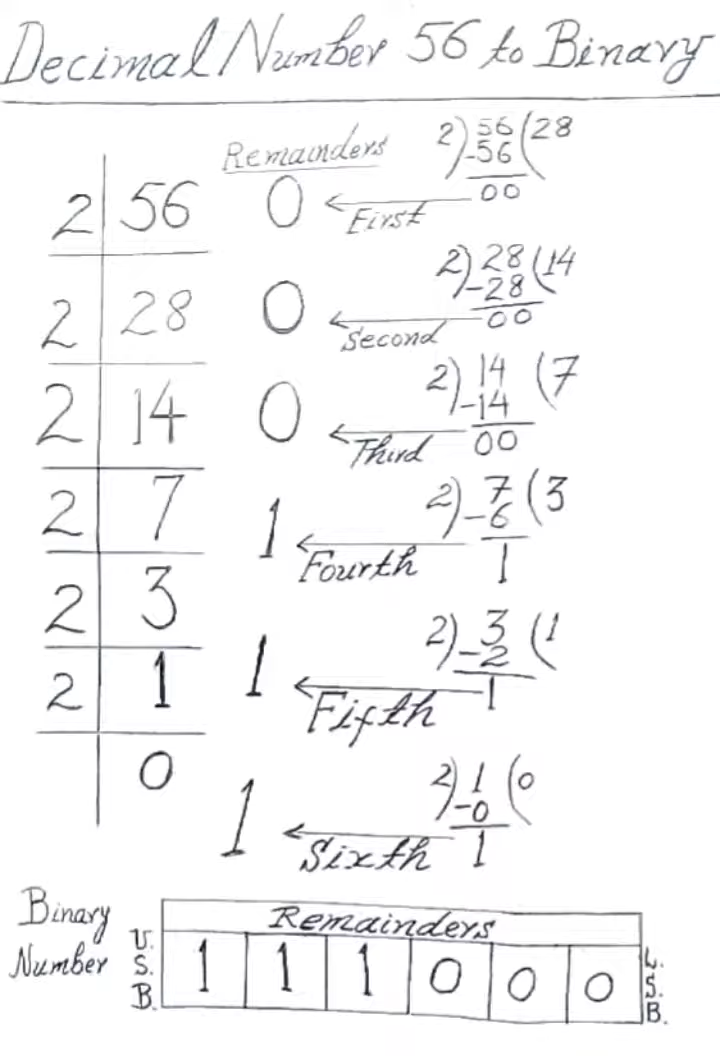 Decimal Number 56 to Binary
Remainders
2) 56 (28
-56
00
2 56 0 First
2) 28 (14
-28
00
2 28 0 Second
2) 14 (7
-14
00
2 14 0 Third
2) 7 (3
-6
1
2 7 1 Fourth
2) 3 (1
-2
1
2 3 1 Fifth
2 1
0
2) 1 (0
-0
1
1 Sixth
Binary Number
Remainders
U.S.B. 1 1 1 0 0 0 L.S.B.